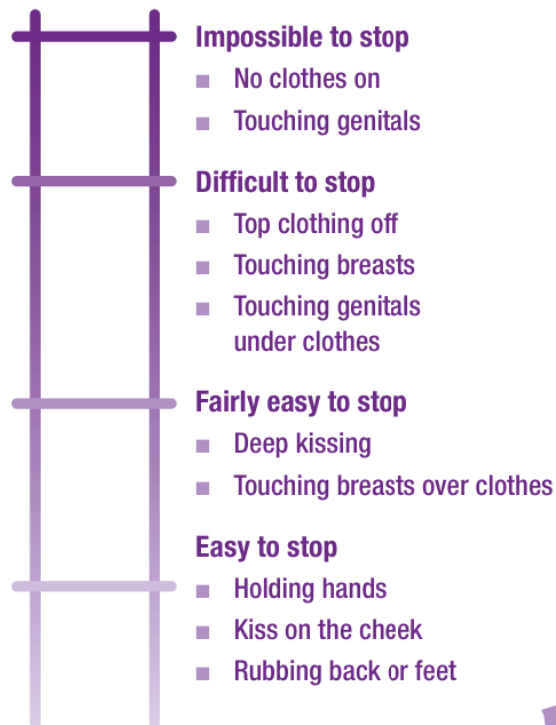 Impossible to stop
■ No clothes on
■ Touching genitals
Difficult to stop
■ Top clothing off
■ Touching breasts
■ Touching genitals
under clothes
Fairly easy to stop
■ Deep kissing
■ Touching breasts over clothes
Easy to stop
■ Holding hands
■ Kiss on the cheek
■ Rubbing back or feet